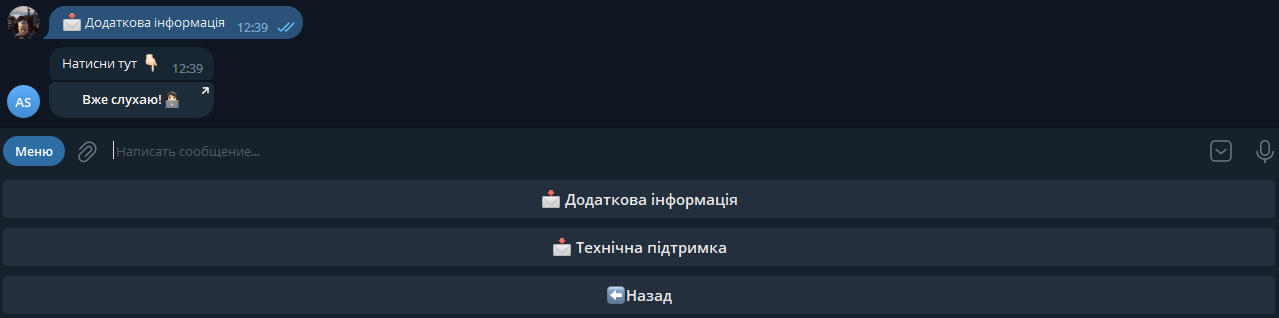 📩 Додаткова інформація 12:39
Натисни тут 👇🏻 12:39
AS
Вже слухаю! 👩🏻‍💻
Меню
Написать сообщение...
📩 Додаткова інформація
📩 Технічна підтримка
⬅️Назад